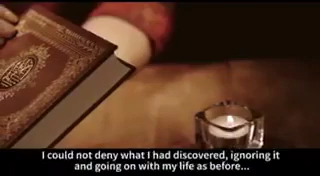 I could not deny what I had discovered, ignoring it
and going on with my life as before...